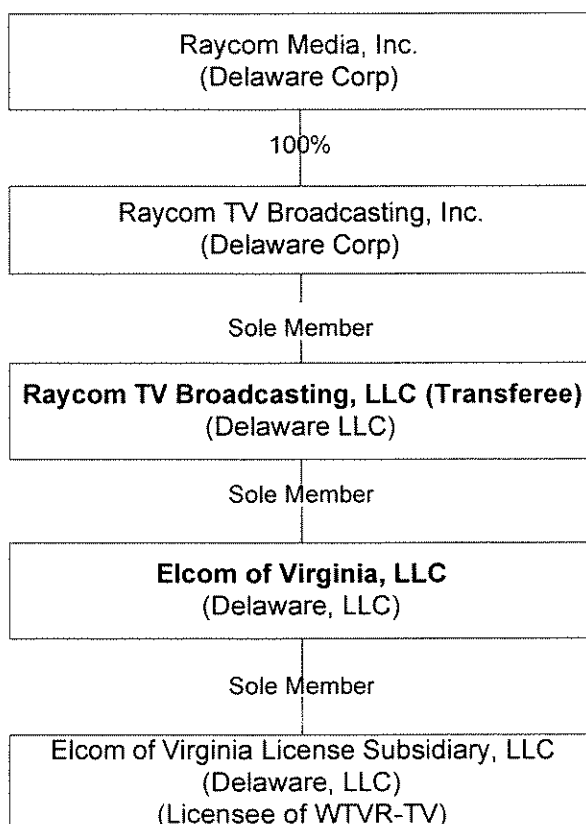 Raycom Media, Inc.
(Delaware Corp)
100%
Raycom TV Broadcasting, Inc.
(Delaware Corp)
Sole Member
Raycom TV Broadcasting, LLC (Transferee)
(Delaware LLC)
Sole Member
Elcom of Virginia, LLC
(Delaware, LLC)
Sole Member
Elcom of Virginia License Subsidiary, LLC
(Delaware, LLC)
(Licensee of WTVR-TV)